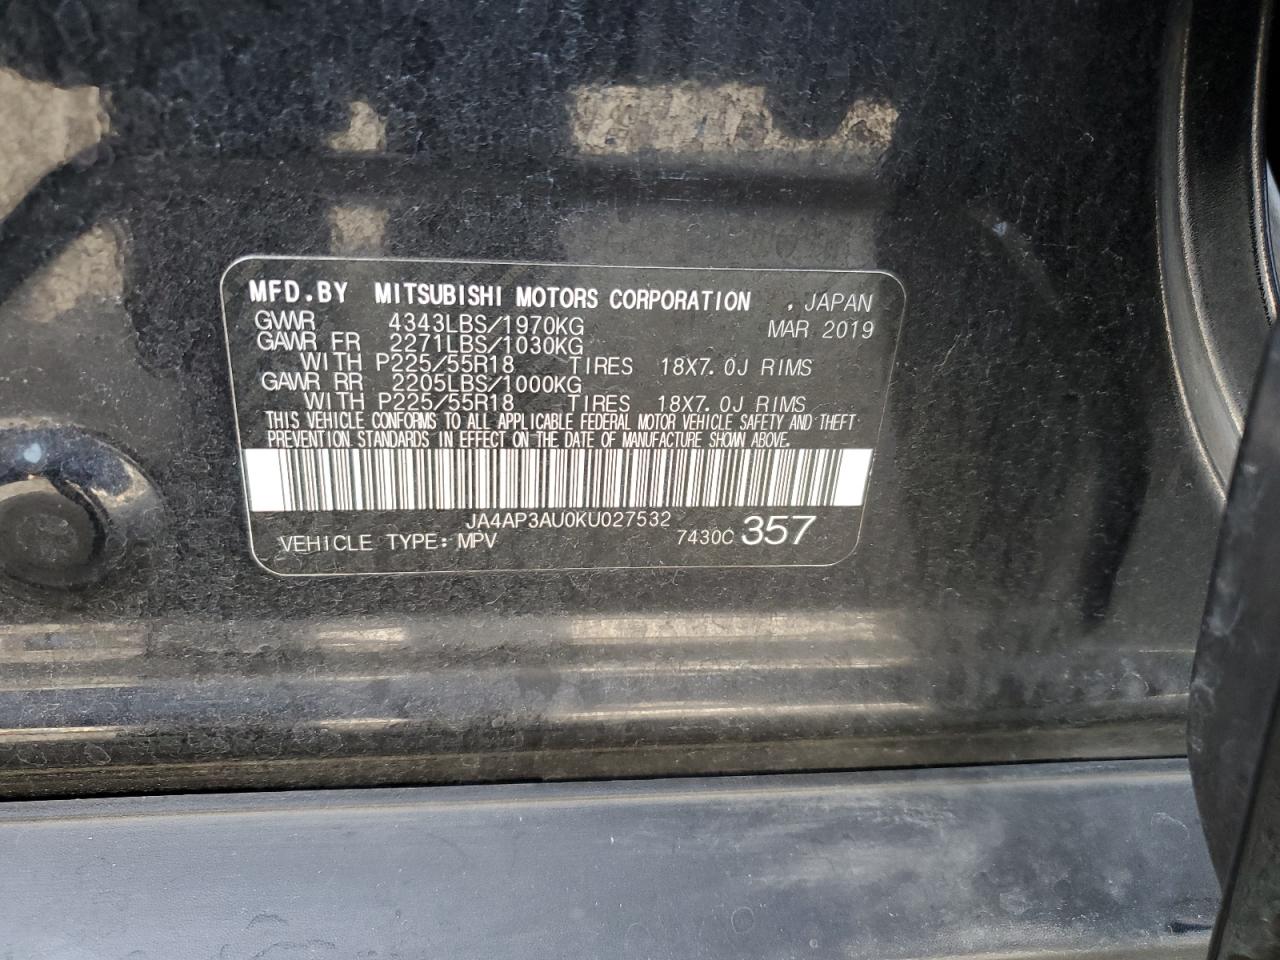 MFD.BY MITSUBISHI MOTORS CORPORATION , JAPAN
GVWR 4343LBS/1970KG MAR 2019
GAWR FR 2271LBS/1030KG
WITH P225/55R18 TIRES 18X7.0J RIMS
GAWR RR 2205LBS/1000KG
WITH P225/55R18 TIRES 18X7.0J RIMS
THIS VEHICLE CONFORMS TO ALL APPLICABLE FEDERAL MOTOR VEHICLE SAFETY AND THEFT
PREVENTION STANDARDS IN EFFECT ON THE DATE OF MANUFACTURE SHOWN ABOVE.
JA4AP3AU0KU027532
VEHICLE TYPE: MPV 7430C 357